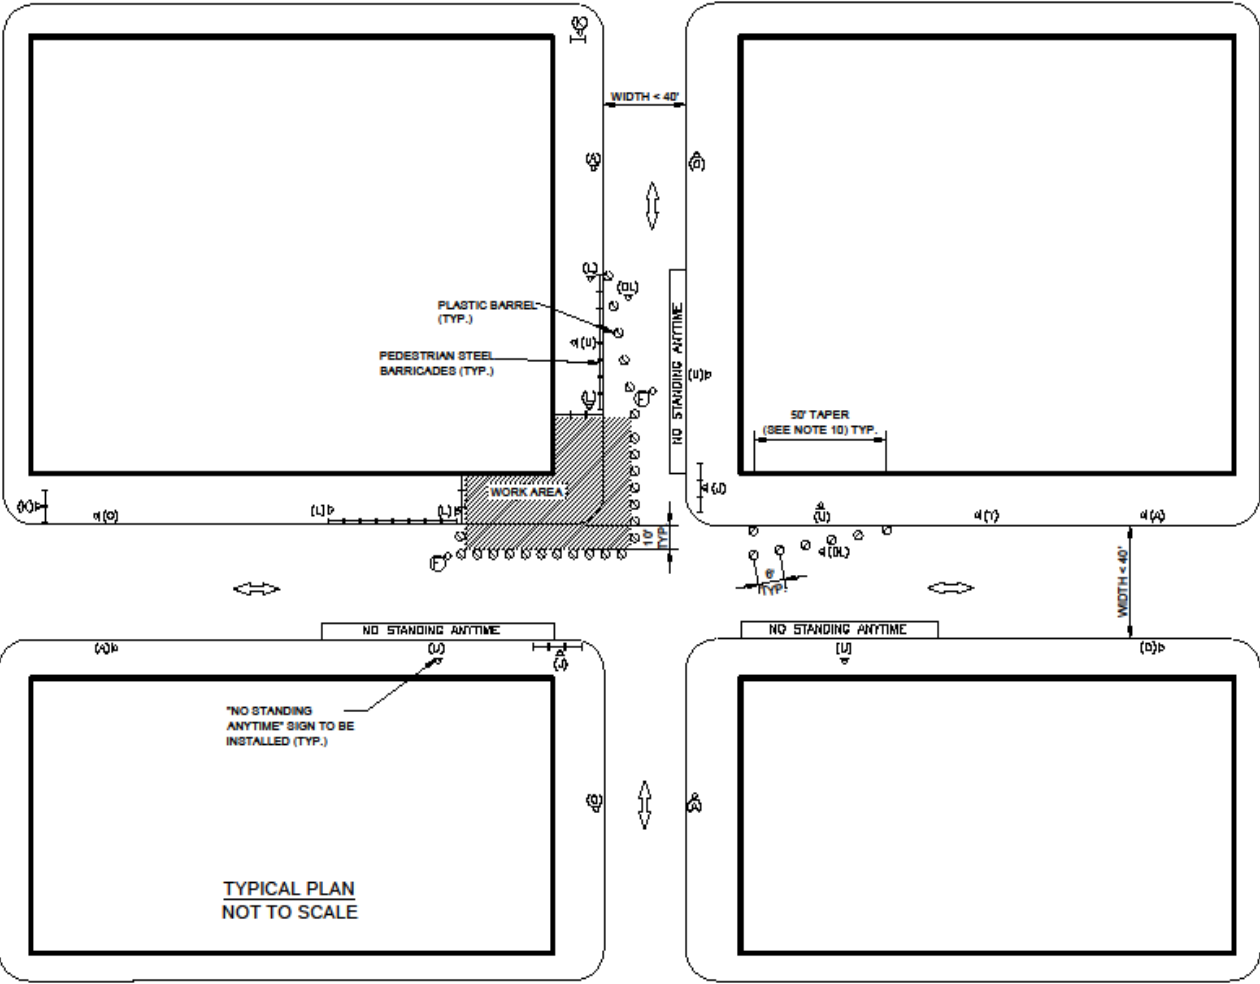 (K)
WIDTH < 40'
(A)
(D)
(L)
(DL)
PLASTIC BARREL
(TYP.)
NO STANDING ANYTIME
(U)
PEDESTRIAN STEEL
BARRICADES (TYP.)
(U)
(L)
F
50' TAPER
(SEE NOTE 10) TYP.
WORK AREA
(J)
(K)
(D)
(L)
(L)
10'
TYP.
(U)
(T)
(A)
F
(DL)
6'
TYP.
WIDTH < 40'
NO STANDING ANYTIME
NO STANDING ANYTIME
(A)
(U)
(J)
(U)
(D)
"NO STANDING
ANYTIME" SIGN TO BE
INSTALLED (TYP.)
(D)
(A)
TYPICAL PLAN
NOT TO SCALE